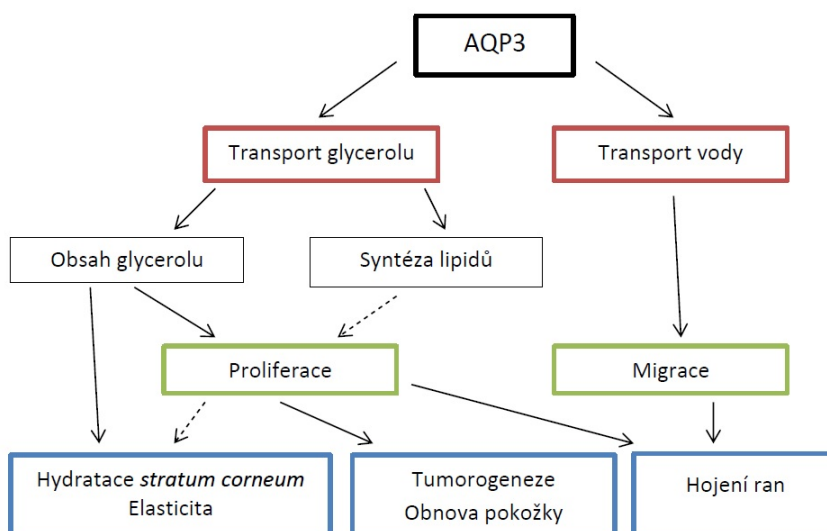 AQP3
Transport glycerolu
Transport vody
Obsah glycerolu
Syntéza lipidů
Proliferace
Migrace
Hydratace stratum corneum
Elasticita
Tumorogeneze
Obnova pokožky
Hojení ran